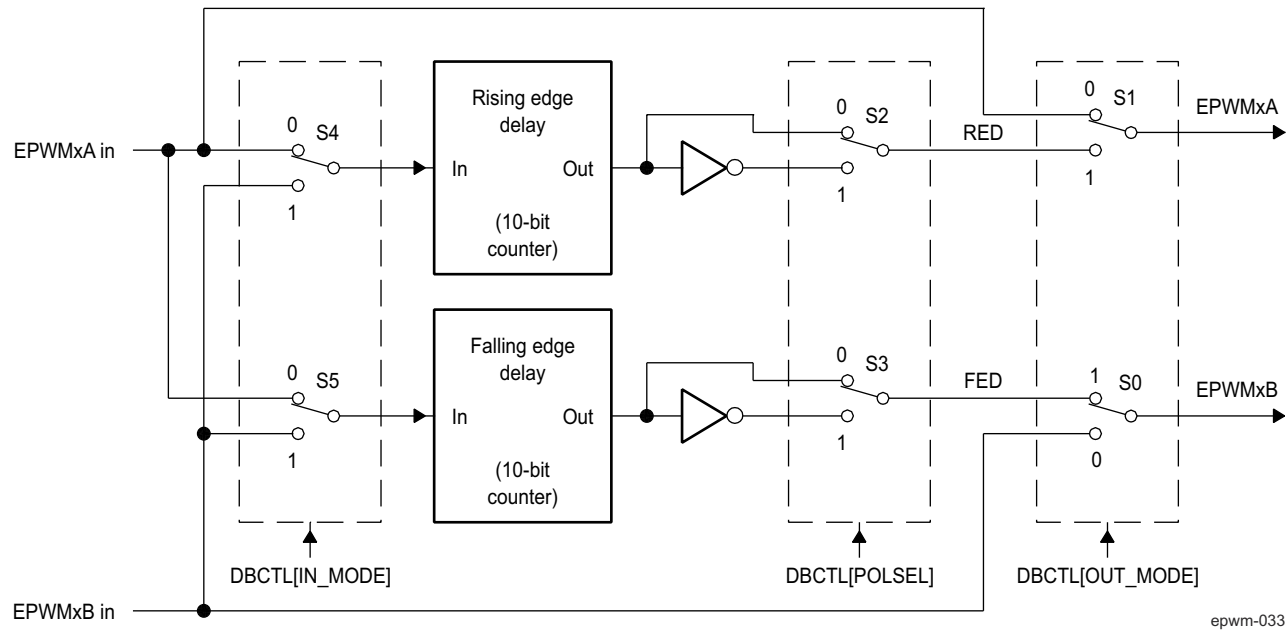 0
S4
1
EPWMxA in
Rising edge
delay
In
Out
(10-bit
counter)
0
S2
1
RED
0
S1
1
EPWMxA
0
S5
1
Falling edge
delay
In
Out
(10-bit
counter)
0
S3
1
FED
1
S0
0
EPWMxB
DBCTL[IN_MODE]
DBCTL[POLSEL]
DBCTL[OUT_MODE]
EPWMxB in
epwm-033